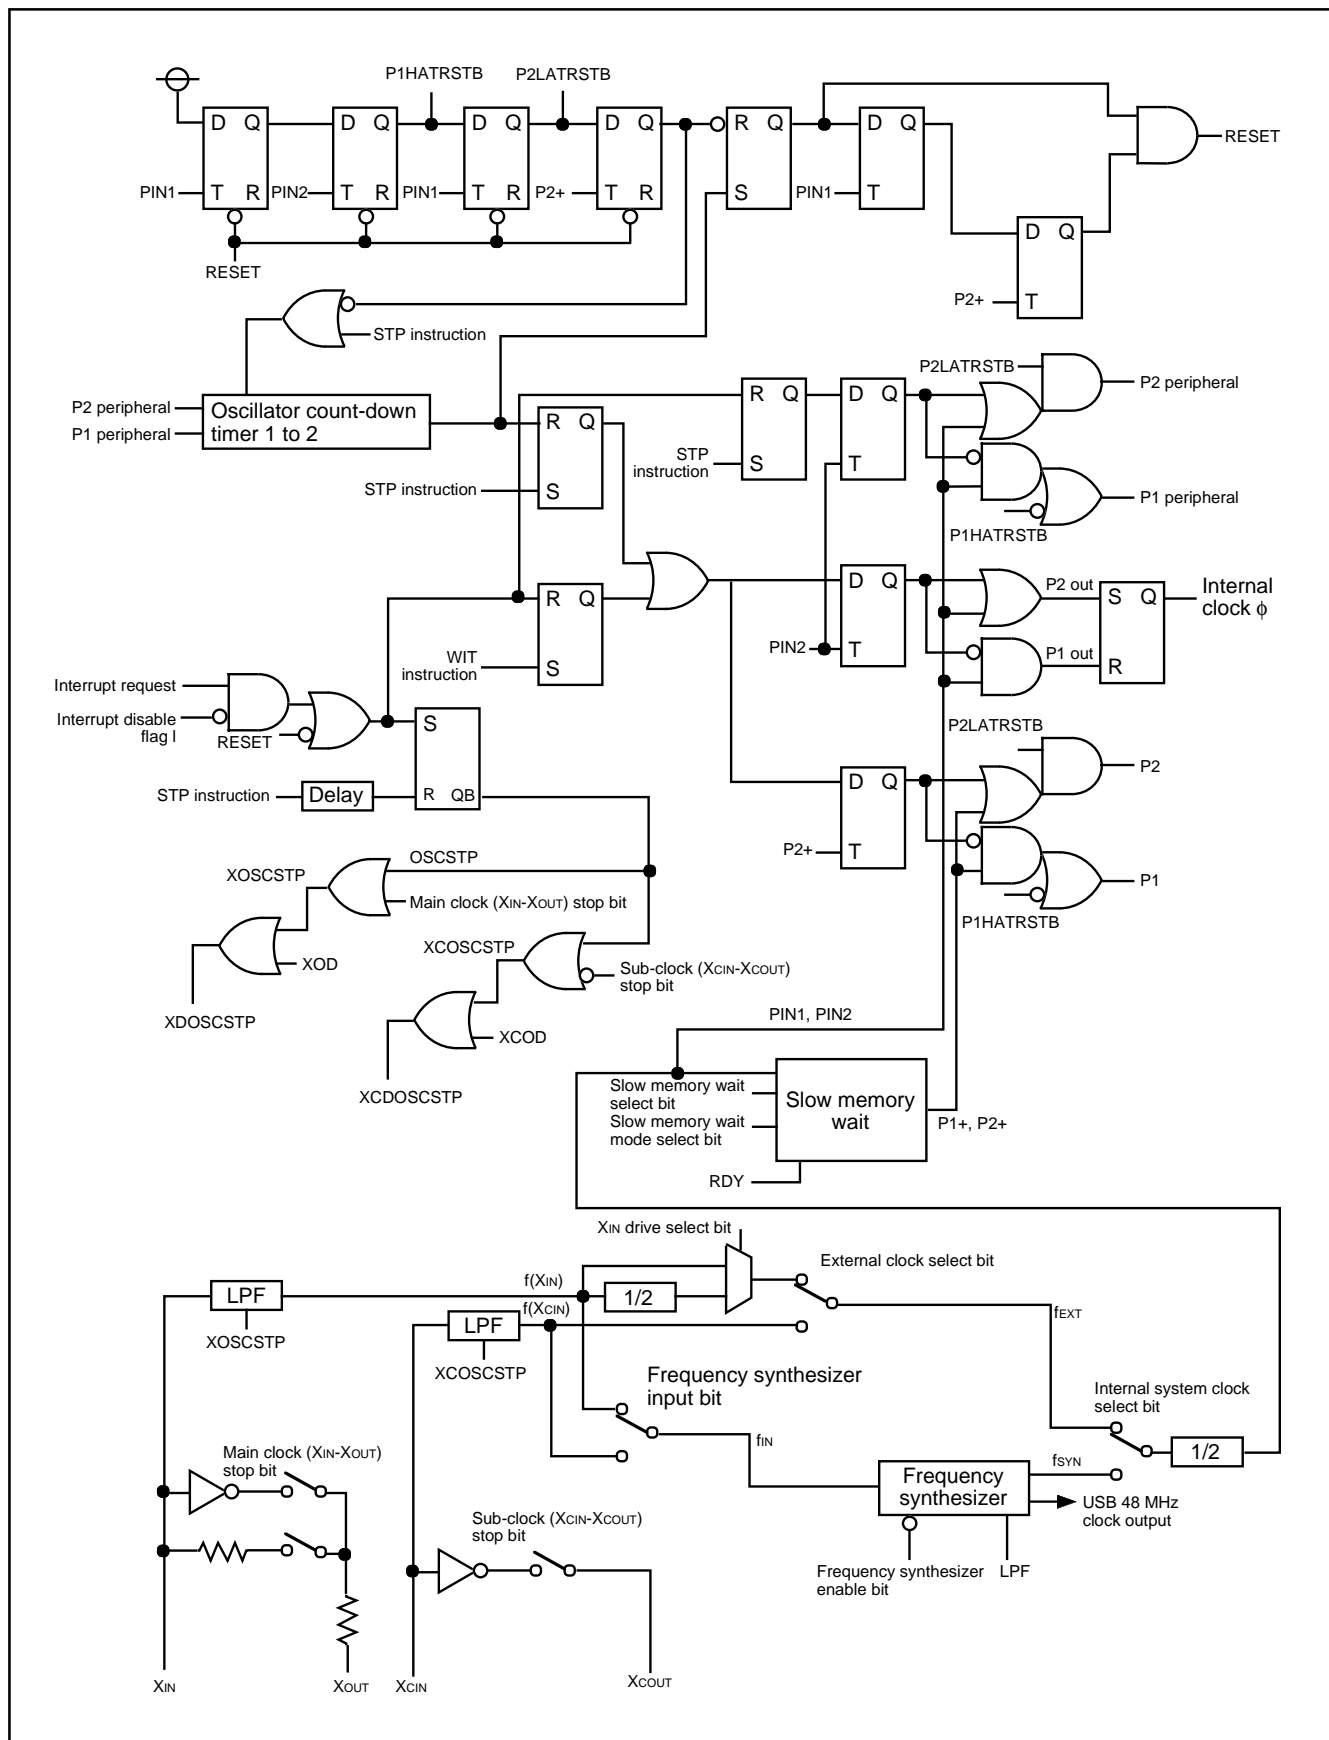 P1HATRSTB P2LATRSTB
D Q D Q D Q D Q R Q D Q
RESET
PIN1 T R PIN2 T R PIN1 T R P2+ T R S PIN1 T
D Q
RESET
P2+ T
STP instruction
P2LATRSTB
P2 peripheral
P2 peripheral
P1 peripheral
Oscillator count-down
timer 1 to 2
R Q D Q
R Q
STP
instruction
S T
STP instruction S
P1 peripheral
P1HATRSTB
D Q P2 out S Q Internal
clock ϕ
R Q
PIN2 T P1 out R
WIT
instruction
S
Interrupt request
Interrupt disable
flag I
RESET
S
P2LATRSTB
P2
STP instruction Delay R QB
D Q
P2+ T
OSCSTP
XOSCSTP
Main clock (XIN-XOUT) stop bit
P1
P1HATRSTB
XCOSCSTP
XOD
Sub-clock (XCIN-XCOUT)
stop bit
XDOSCSTP
PIN1, PIN2
XCOD
XCDOSCSTP
Slow memory wait
select bit
Slow memory wait
mode select bit
Slow memory
wait
P1+, P2+
RDY
XIN drive select bit
External clock select bit
LPF f(XIN) 1/2
f(XCIN)
XOSCSTP
LPF
fEXT
XCOSCSTP
Frequency synthesizer
input bit
Internal system clock
select bit
fIN
1/2
Main clock (XIN-XOUT)
stop bit
fSYN
Frequency
synthesizer
USB 48 MHz
clock output
Sub-clock (XCIN-XCOUT)
stop bit
Frequency synthesizer
enable bit
LPF
XIN XOUT XCIN XCOUT